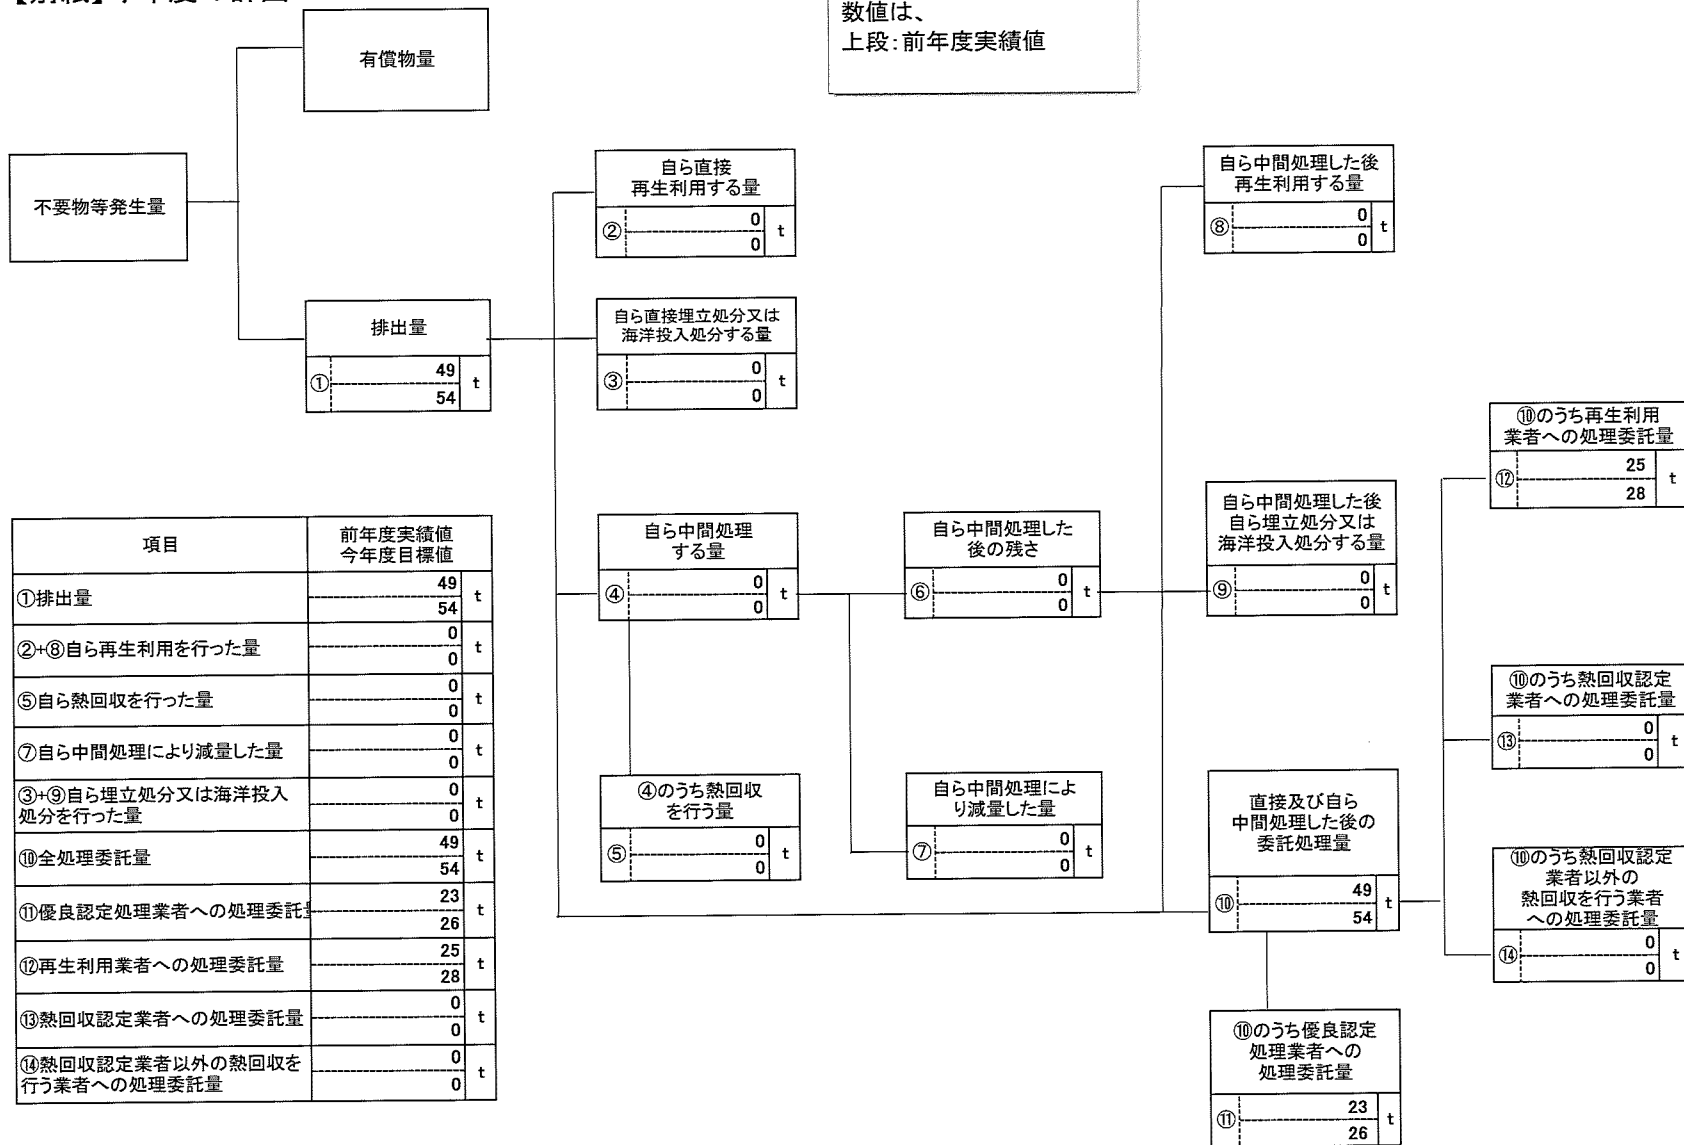 数値は、
上段:前年度実績値
有償物量
不要物等発生量
排出量
① 49 t
54
自ら直接
再生利用する量
② 0 t
0
自ら直接埋立処分又は
海洋投入処分する量
③ 0 t
0
自ら中間処理
する量
④ 0 t
0
④のうち熱回収
を行う量
⑤ 0 t
0
自ら中間処理した
後の残さ
⑥ 0 t
0
自ら中間処理によ
り減量した量
⑦ 0 t
0
自ら中間処理した後
再生利用する量
⑧ 0 t
0
自ら中間処理した後
自ら埋立処分又は
海洋投入処分する量
⑨ 0 t
0
直接及び自ら
中間処理した後の
委託処理量
⑩ 49 t
54
⑩のうち優良認定
処理業者への
処理委託量
⑪ 23 t
26
⑩のうち再生利用
業者への処理委託量
⑫ 25 t
28
⑩のうち熱回収認定
業者への処理委託量
⑬ 0 t
0
⑩のうち熱回収認定
業者以外の
熱回収を行う業者
への処理委託量
⑭ 0 t
0
項目 前年度実績値
今年度目標値
①排出量 49 t
54
②+⑧自ら再生利用を行った量 0 t
0
⑤自ら熱回収を行った量 0 t
0
⑦自ら中間処理により減量した量 0 t
0
③+⑨自ら埋立処分又は海洋投入
処分を行った量 0 t
0
⑩全処理委託量 49 t
54
⑪優良認定処理業者への処理委託 23 t
26
⑫再生利用業者への処理委託量 25 t
28
⑬熱回収認定業者への処理委託量 0 t
0
⑭熱回収認定業者以外の熱回収を
行う業者への処理委託量 0 t
0